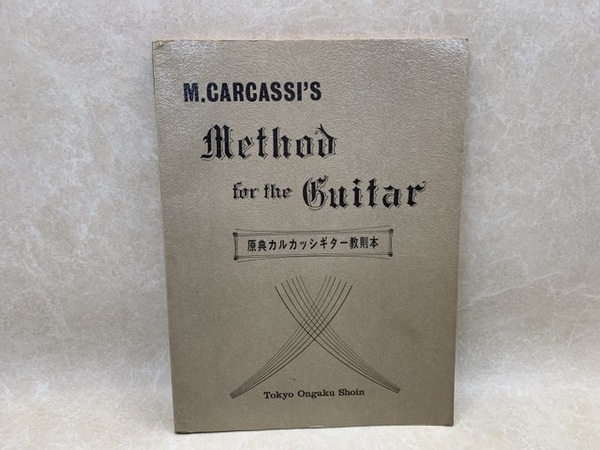 M.CARCASSI'S
Method
for the Guitar
原典カルカッシギター教則本
Tokyo Ongaku Shoin